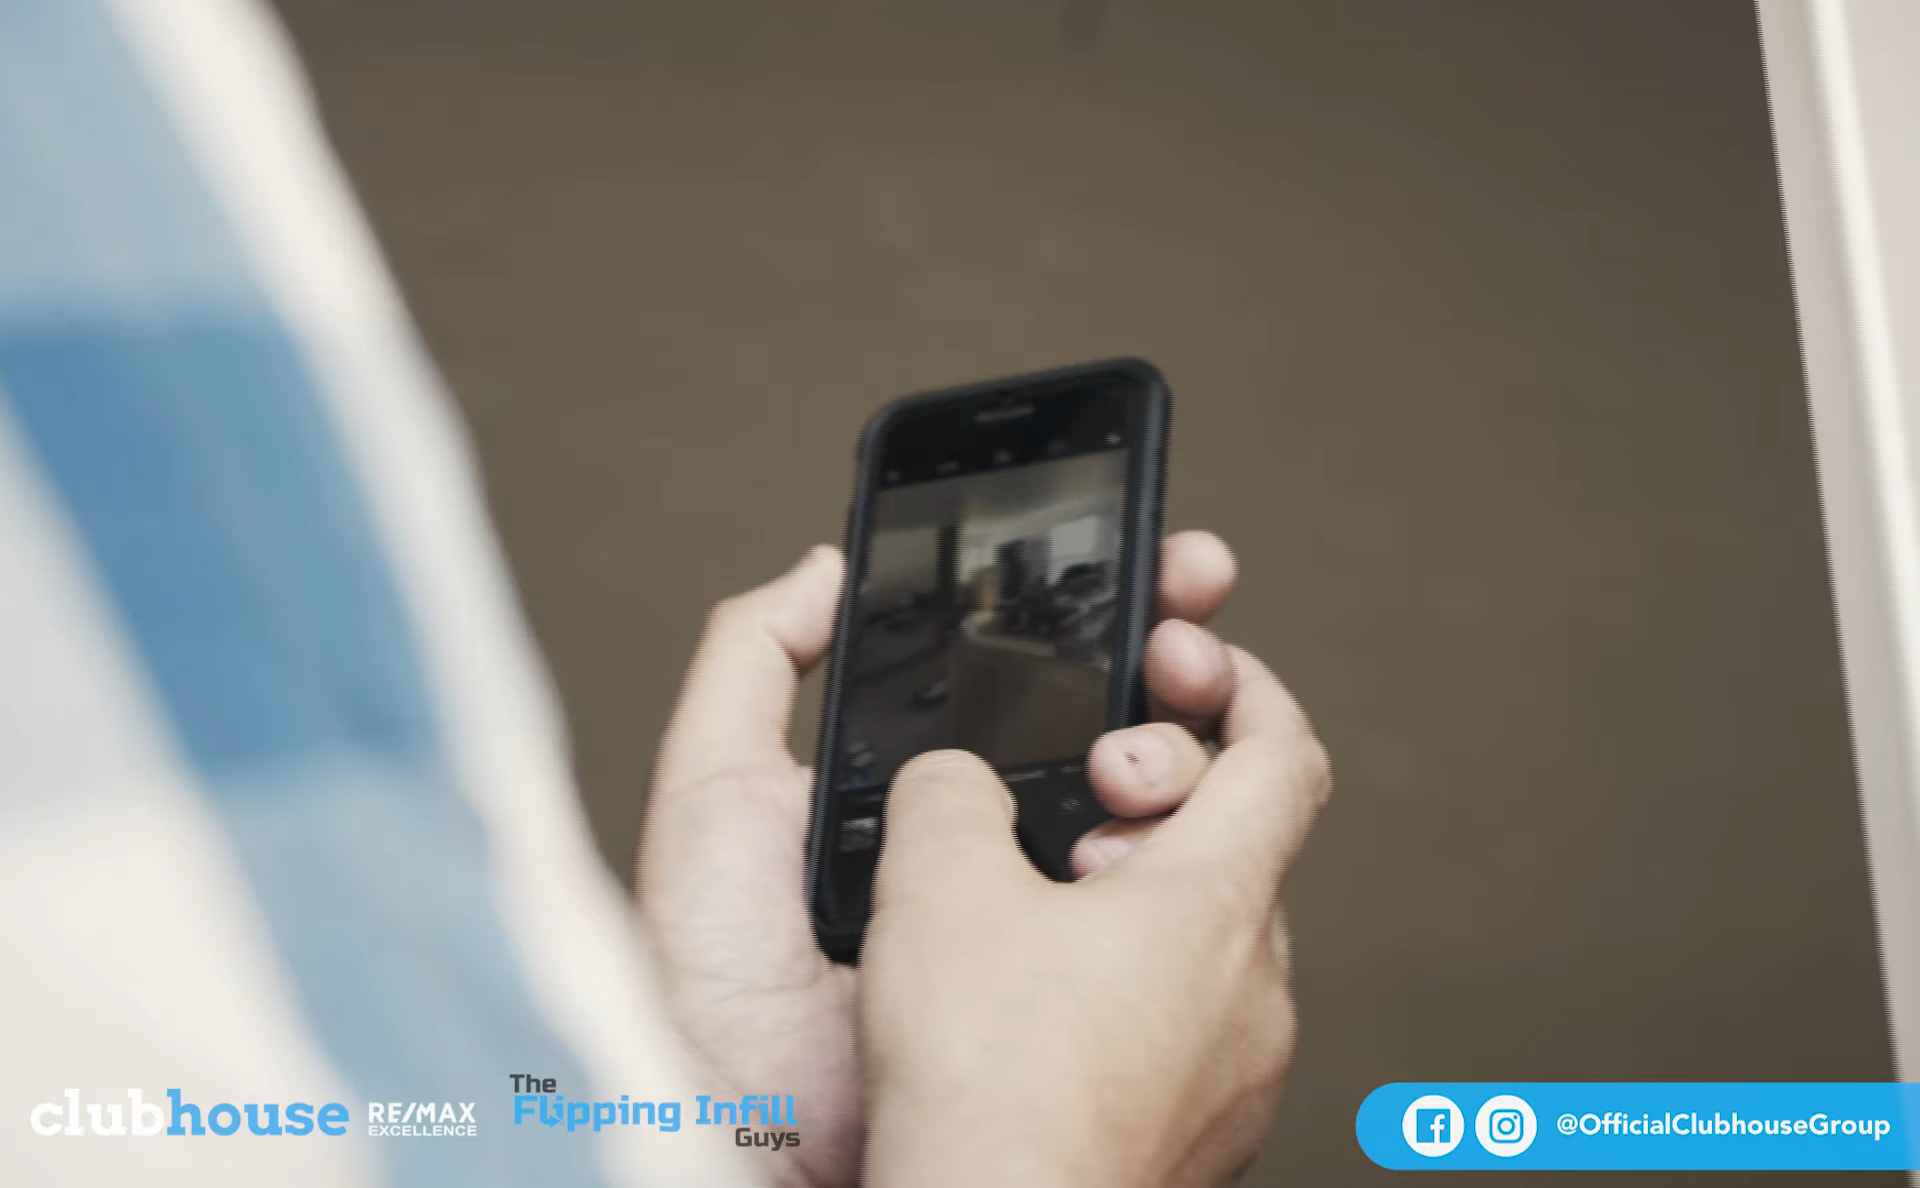 clubhouse
RE/MAX
EXCELLENCE
The
Flipping Infill
Guys
@OfficialClubhouseGroup